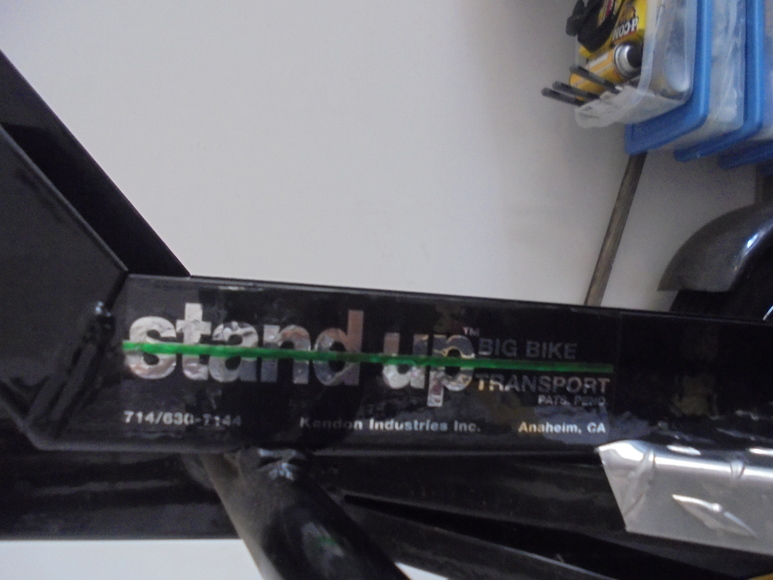 stand up™ BIG BIKE
TRANSPORT
PATS. PEND
714/630-7144 Kendon Industries Inc. Anaheim, CA